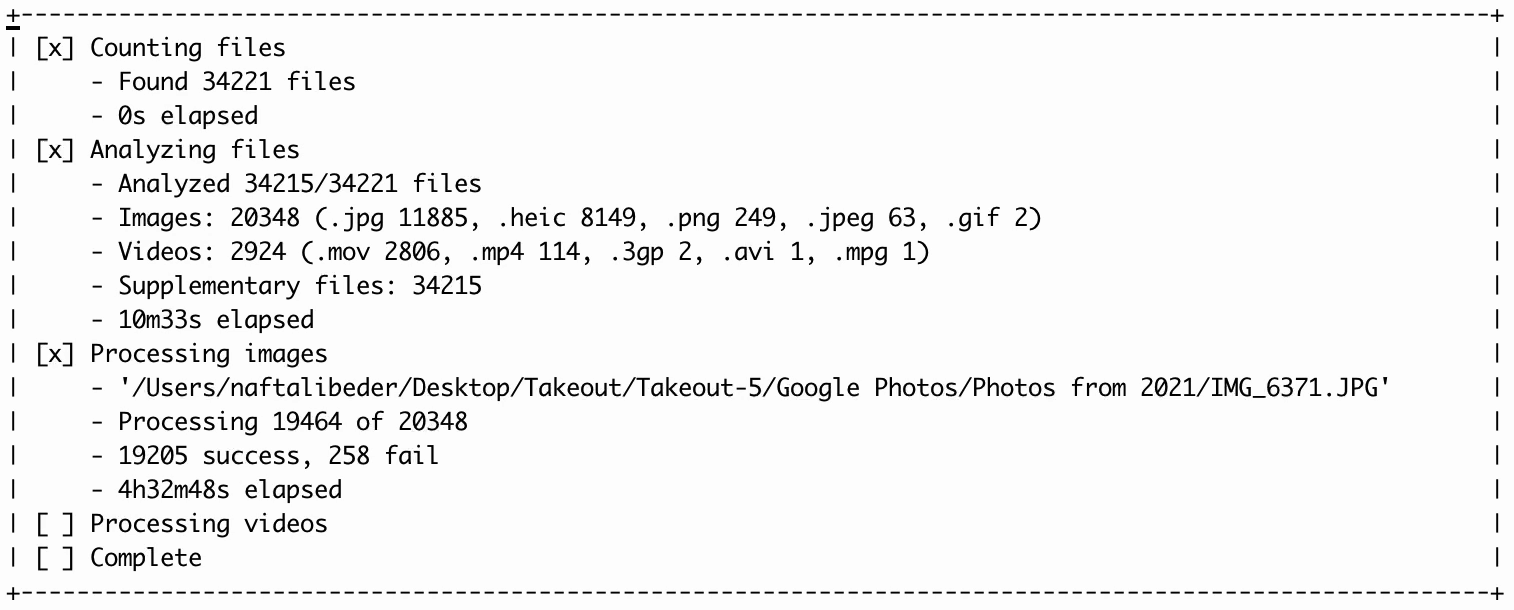 +---------------------------------------------------------------------------------------------------------+
| [x] Counting files                                                                                      |
|     - Found 34221 files                                                                                 |
|     - 0s elapsed                                                                                        |
| [x] Analyzing files                                                                                     |
|     - Analyzed 34215/34221 files                                                                        |
|     - Images: 20348 (.jpg 11885, .heic 8149, .png 249, .jpeg 63, .gif 2)                                |
|     - Videos: 2924 (.mov 2806, .mp4 114, .3gp 2, .avi 1, .mpg 1)                                        |
|     - Supplementary files: 34215                                                                        |
|     - 10m33s elapsed                                                                                    |
| [x] Processing images                                                                                   |
|     - '/Users/naftalibeder/Desktop/Takeout/Takeout-5/Google Photos/Photos from 2021/IMG_6371.JPG'       |
|     - Processing 19464 of 20348                                                                         |
|     - 19205 success, 258 fail                                                                           |
|     - 4h32m48s elapsed                                                                                  |
| [ ] Processing videos                                                                                   |
| [ ] Complete                                                                                            |
+---------------------------------------------------------------------------------------------------------+